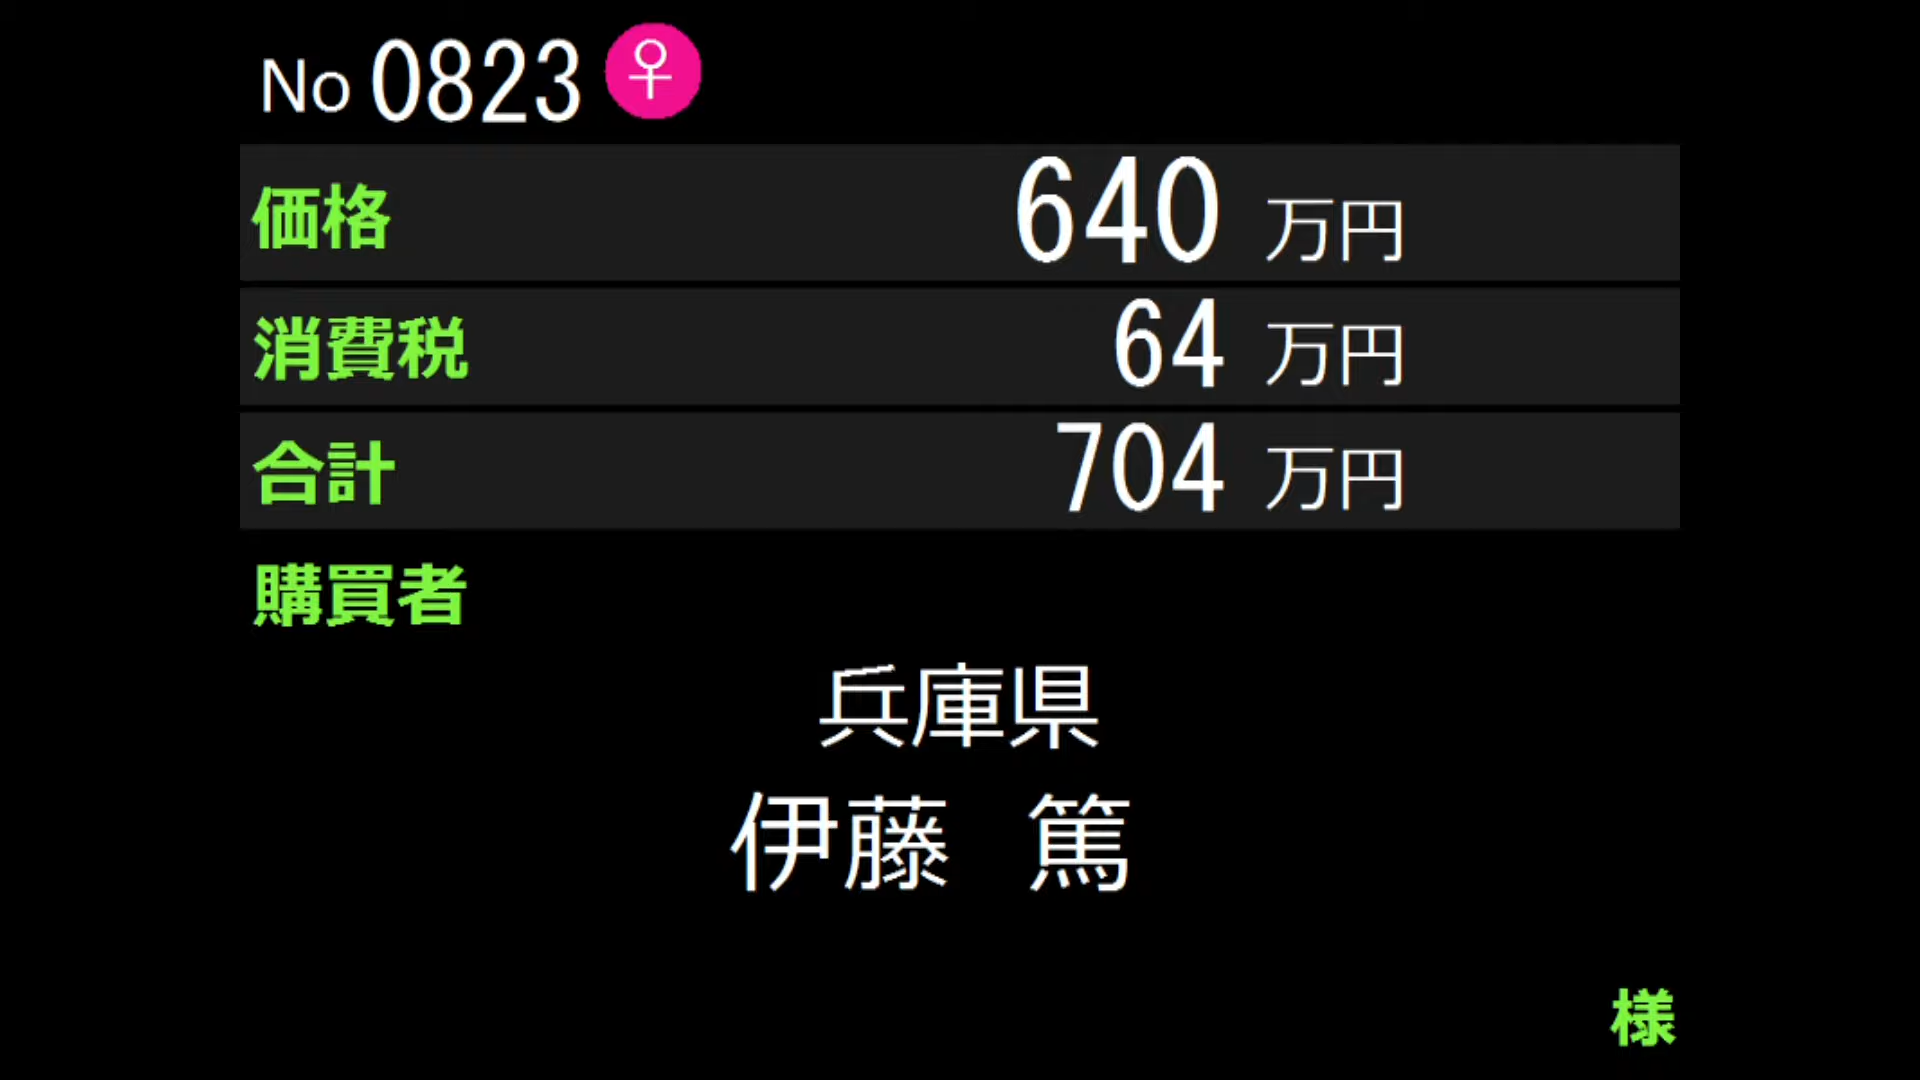 No 0823 ♀
価格 640 万円
消費税 64 万円
合計 704 万円
購買者
兵庫県
伊藤 篤
様